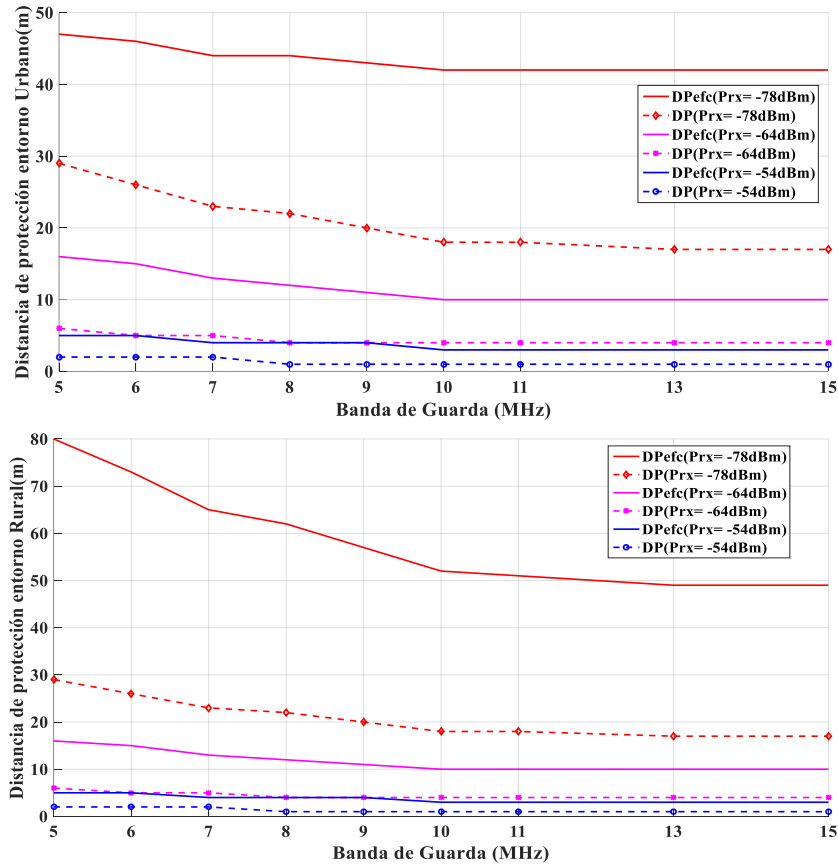 Distancia de protección entorno Urbano(m)
50
40
30
20
10
0
DPefc(Prx= -78dBm)
DP(Prx= -78dBm)
DPefc(Prx= -64dBm)
DP(Prx= -64dBm)
DPefc(Prx= -54dBm)
DP(Prx= -54dBm)
5 6 7 8 9 10 11 13 15
Banda de Guarda (MHz)
Distancia de protección entorno Rural(m)
80
70
60
50
40
30
20
10
0
DPefc(Prx= -78dBm)
DP(Prx= -78dBm)
DPefc(Prx= -64dBm)
DP(Prx= -64dBm)
DPefc(Prx= -54dBm)
DP(Prx= -54dBm)
5 6 7 8 9 10 11 13 15
Banda de Guarda (MHz)